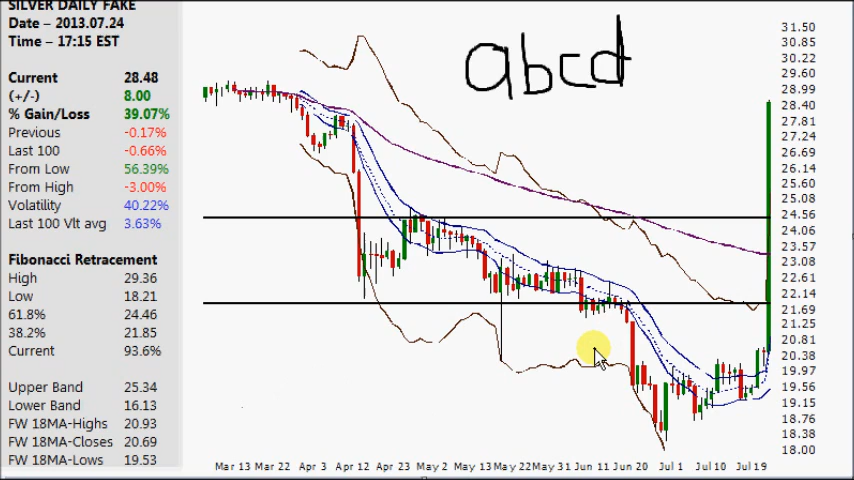 SILVER DAILY FAKE
Date – 2013.07.24
Time – 17:15 EST
Current 28.48
(+/-) 8.00
% Gain/Loss 39.07%
Previous -0.17%
Last 100 -0.66%
From Low 56.39%
From High -3.00%
Volatility 40.22%
Last 100 Vlt avg 3.63%
Fibonacci Retracement
High 29.36
Low 18.21
61.8% 24.46
38.2% 21.85
Current 93.6%
Upper Band 25.34
Lower Band 16.13
FW 18MA-Highs 20.93
FW 18MA-Closes 20.69
FW 18MA-Lows 19.53
abcd
31.50
30.85
30.22
29.60
28.99
28.40
27.81
27.24
26.69
26.14
25.60
25.08
24.56
24.06
23.57
23.08
22.61
22.14
21.69
21.25
20.81
20.38
19.97
19.56
19.15
18.76
18.38
18.00
Mar 13 Mar 22 Apr 3 Apr 12 Apr 23 May 2 May 13 May 22 May 31 Jun 11 Jun 20 Jul 1 Jul 10 Jul 19